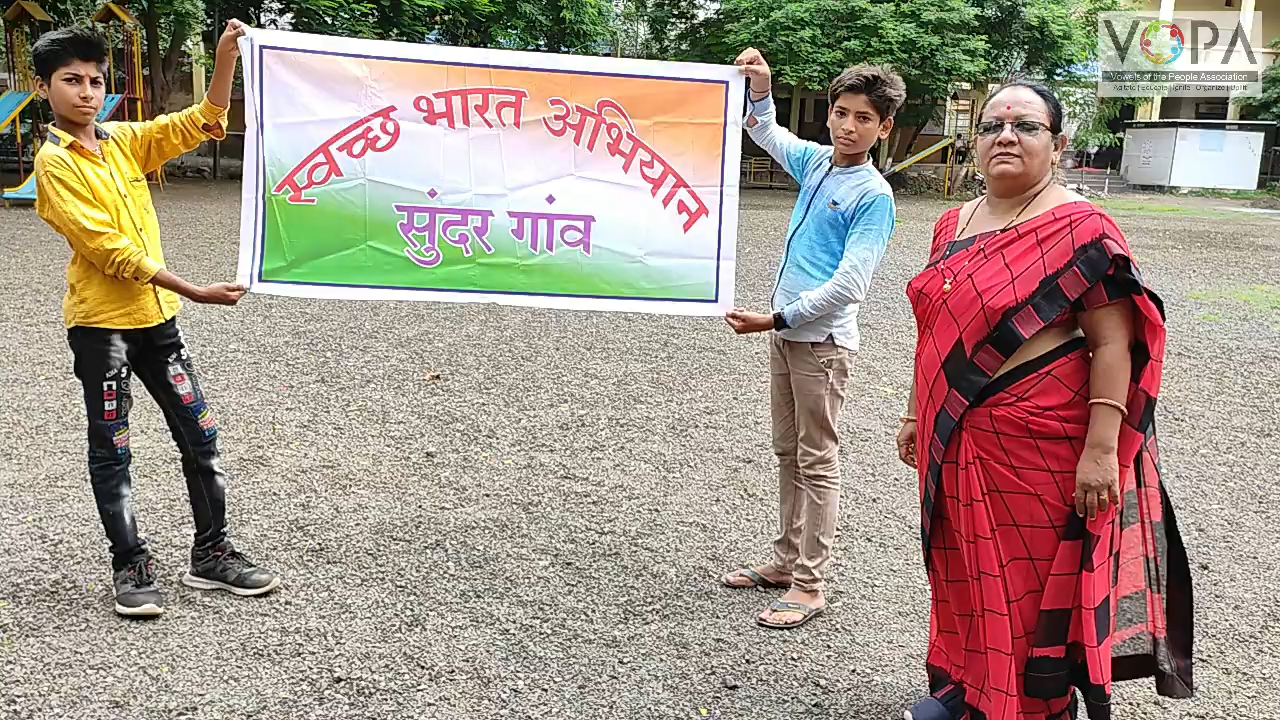 स्वच्छ भारत अभियान
सुंदर गांव
VOPA
Vowels of the People Association